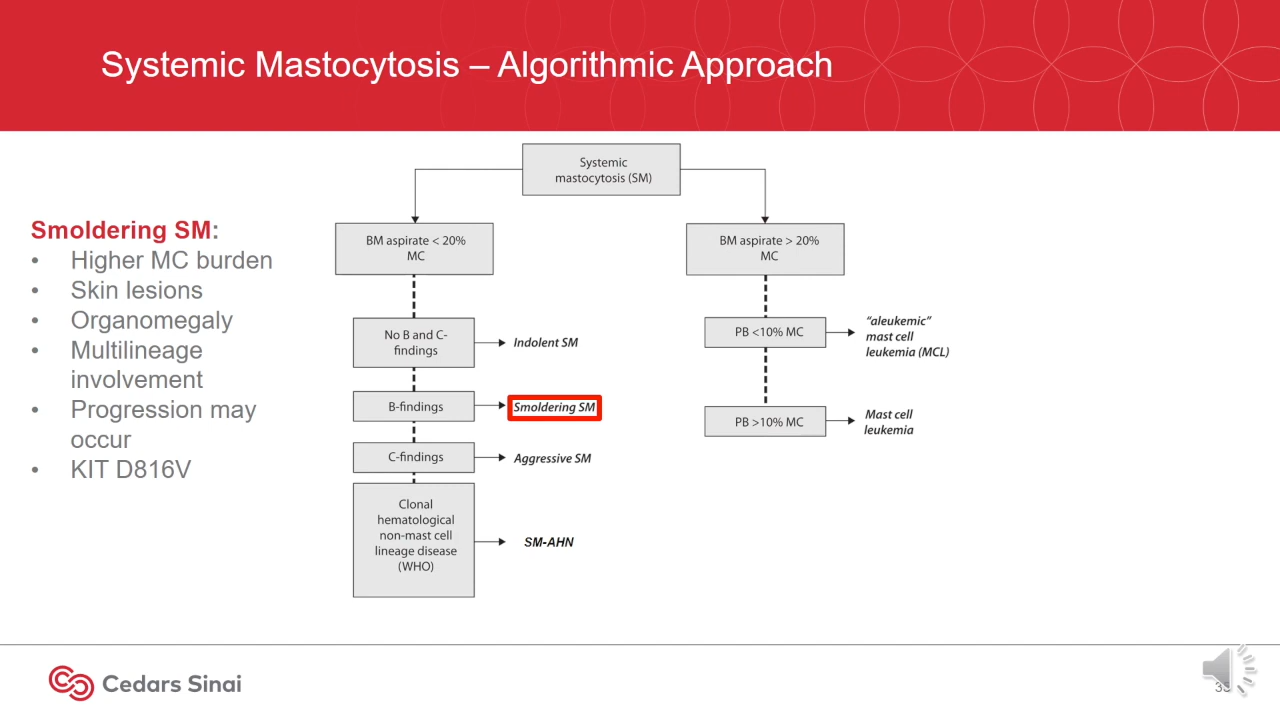 Systemic Mastocytosis – Algorithmic Approach
Smoldering SM:
• Higher MC burden
• Skin lesions
• Organomegaly
• Multilineage
involvement
• Progression may
occur
• KIT D816V
Systemic
mastocytosis (SM)
BM aspirate < 20%
MC
No B and C-
findings
Indolent SM
B-findings
Smoldering SM
C-findings
Aggressive SM
Clonal
hematological
non-mast cell
lineage disease
(WHO)
SM-AHN
BM aspirate > 20%
MC
PB <10% MC
“aleukemic”
mast cell
leukemia (MCL)
PB >10% MC
Mast cell
leukemia
Cedars Sinai